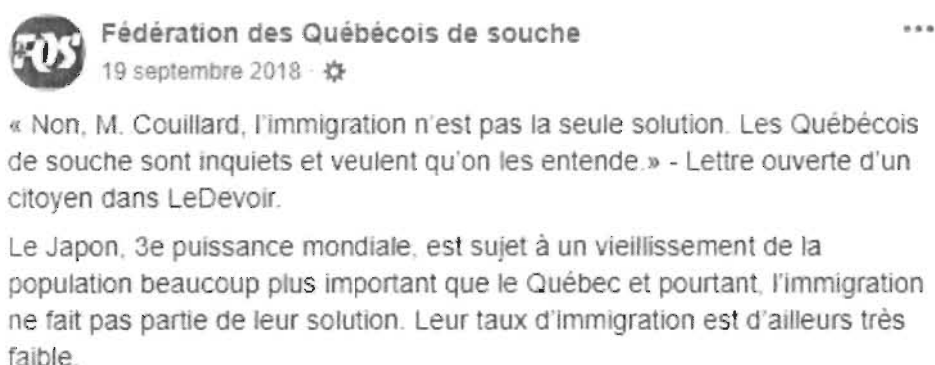 FQS
Fédération des Québécois de souche
19 septembre 2018 ·
« Non, M. Couillard, l'immigration n'est pas la seule solution. Les Québécois
de souche sont inquiets et veulent qu'on les entende.» - Lettre ouverte d'un
citoyen dans LeDevoir.
Le Japon, 3e puissance mondiale, est sujet à un vieillissement de la
population beaucoup plus important que le Québec et pourtant, l'immigration
ne fait pas partie de leur solution. Leur taux d'immigration est d'ailleurs très
faible.